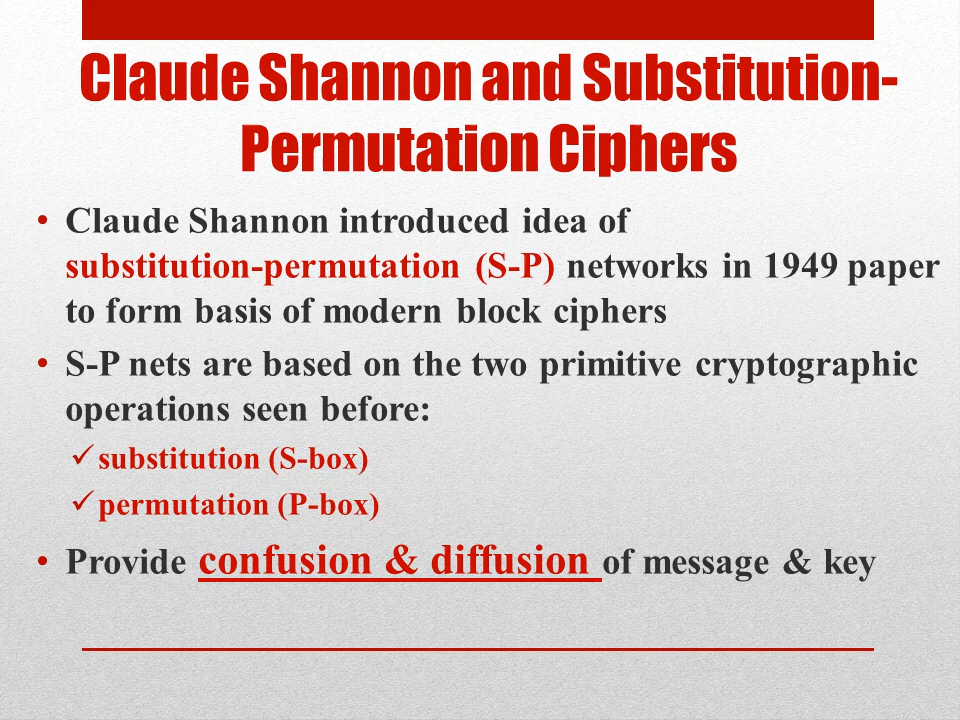 Claude Shannon and Substitution-
Permutation Ciphers
• Claude Shannon introduced idea of
substitution-permutation (S-P) networks in 1949 paper
to form basis of modern block ciphers
• S-P nets are based on the two primitive cryptographic
operations seen before:
✓ substitution (S-box)
✓ permutation (P-box)
• Provide confusion & diffusion of message & key